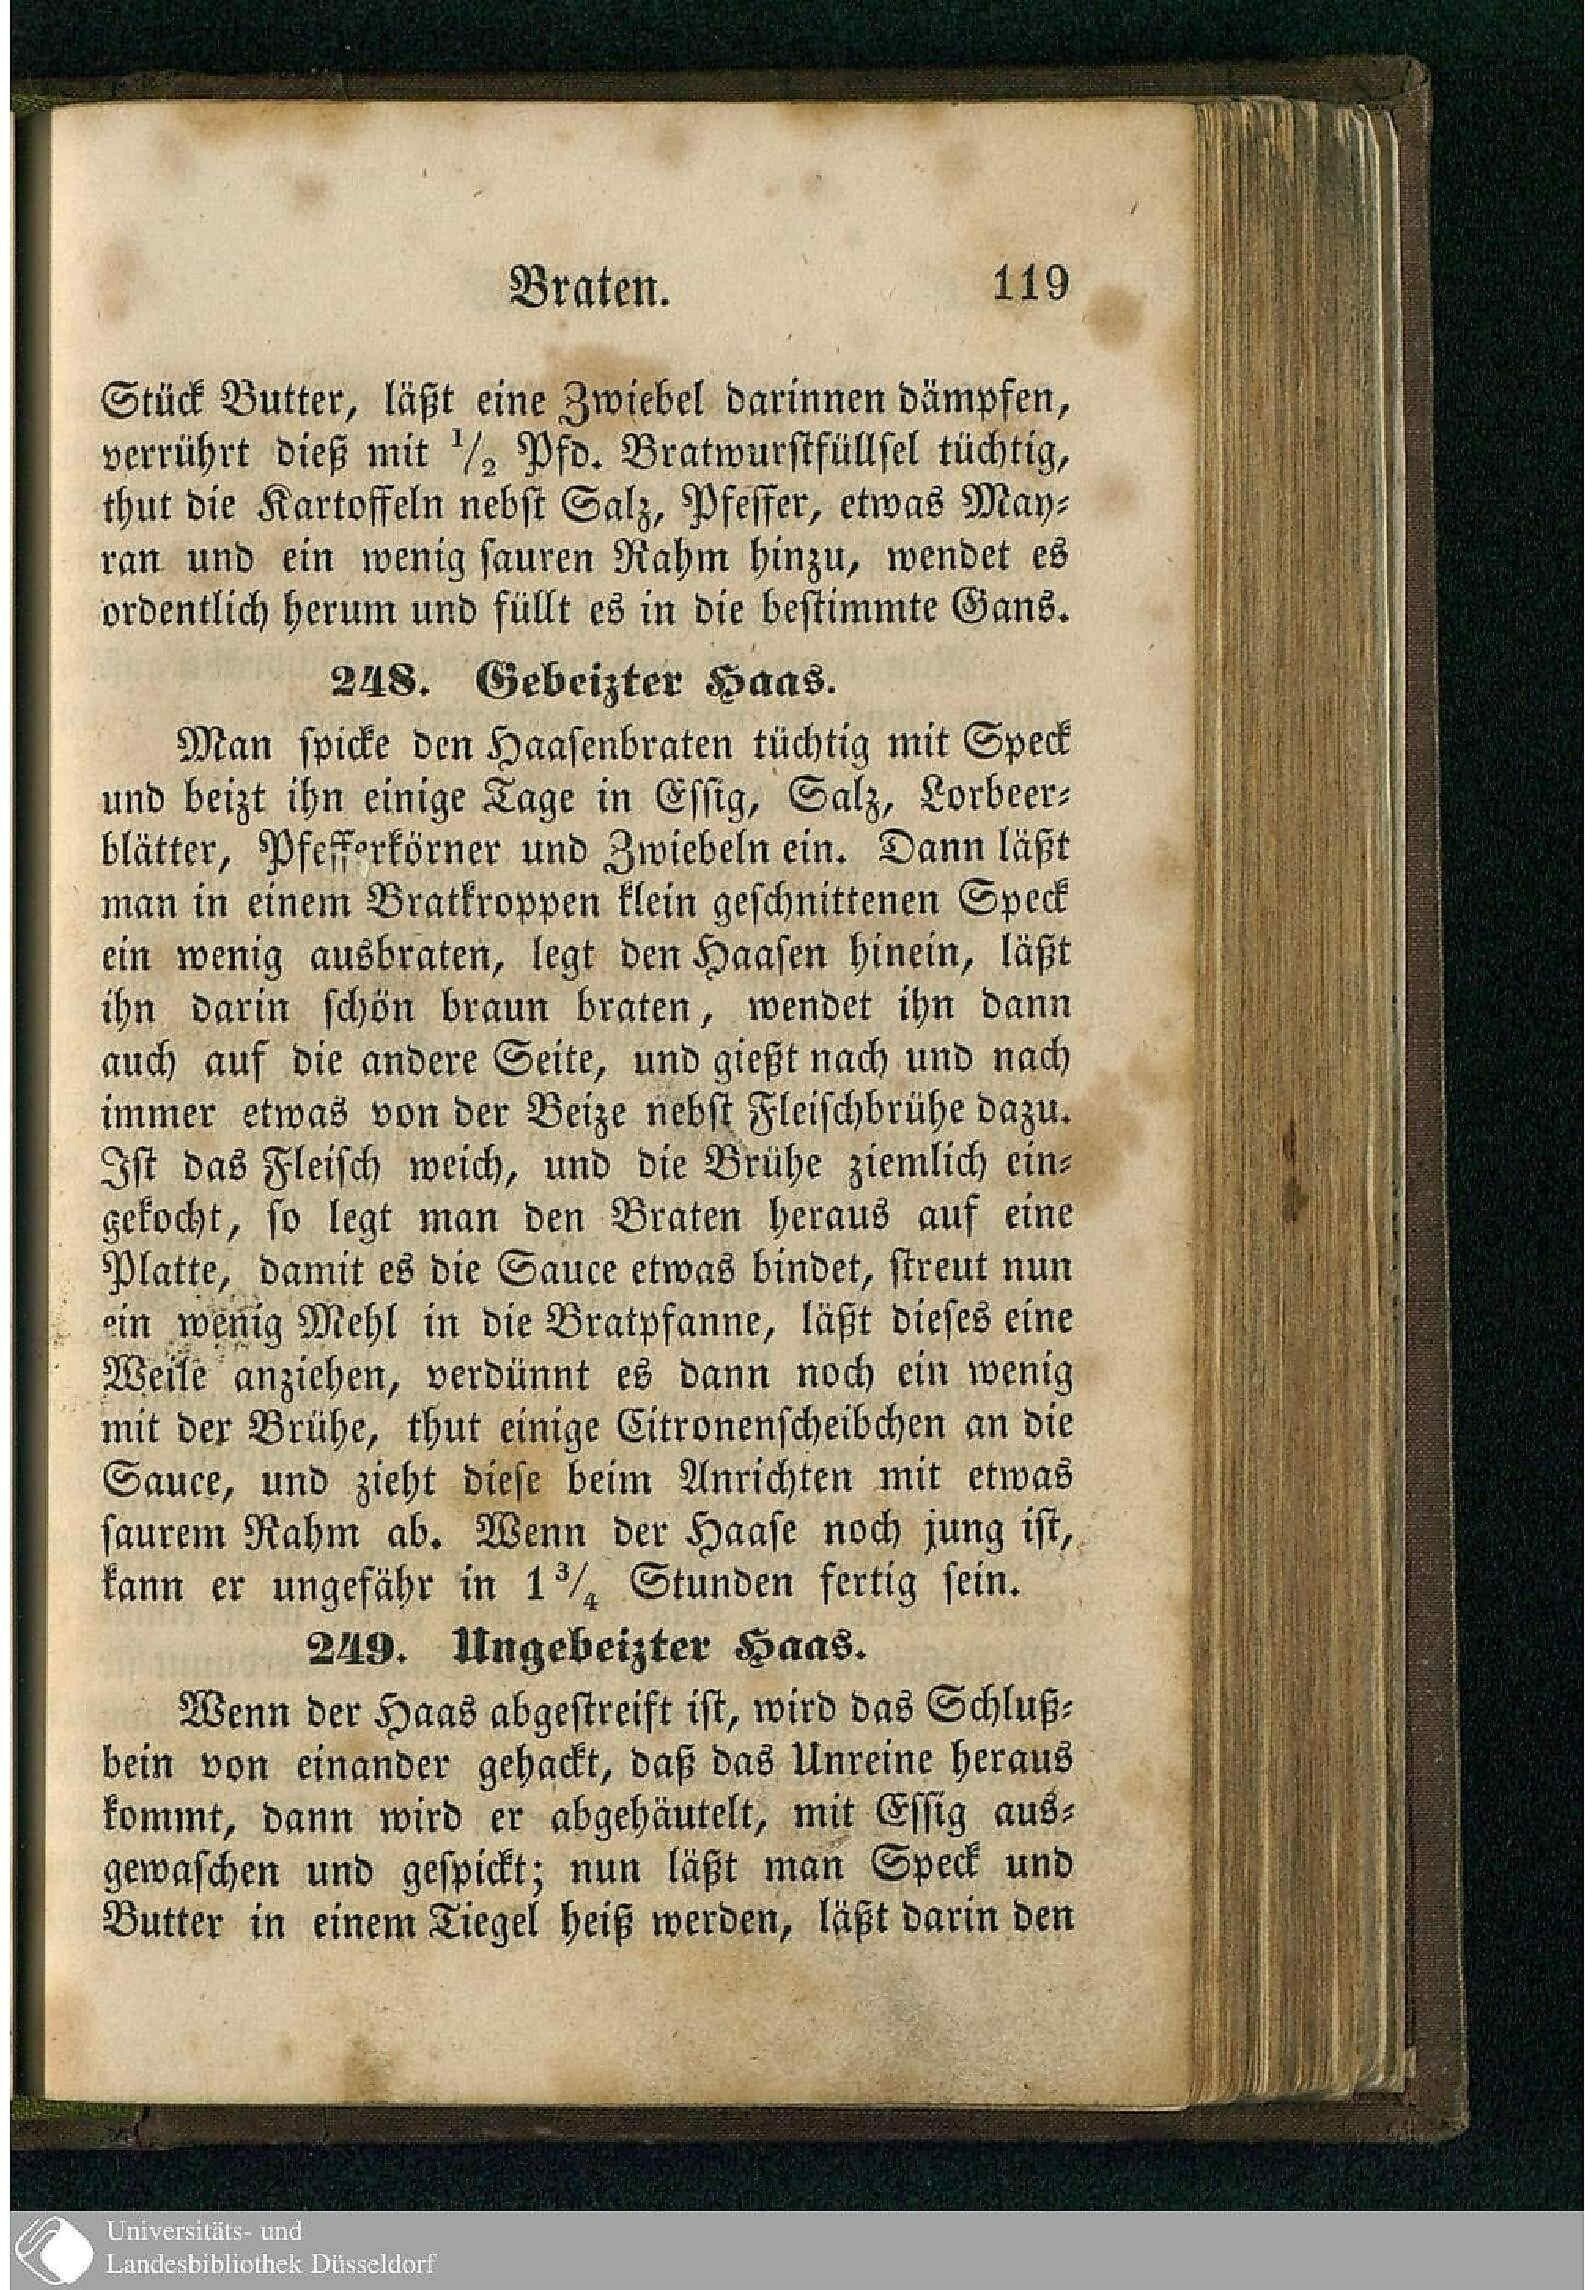 Braten. 119
Stück Butter, läßt eine Zwiebel darinnen dämpfen,
verrührt dieß mit 1/2 Pfd. Bratwurstfüllsel tüchtig,
thut die Kartoffeln nebst Salz, Pfeffer, etwas May⸗
ran und ein wenig sauren Rahm hinzu, wendet es
ordentlich herum und füllt es in die bestimmte Gans.
248. Gebeizter Haas.
Man spicke den Haasenbraten tüchtig mit Speck
und beizt ihn einige Tage in Essig, Salz, Lorbeer⸗
blätter, Pfefferkörner und Zwiebeln ein. Dann läßt
man in einem Bratkroppen klein geschnittenen Speck
ein wenig ausbraten, legt den Haasen hinein, läßt
ihn darin schön braun braten, wendet ihn dann
auch auf die andere Seite, und gießt nach und nach
immer etwas von der Beize nebst Fleischbrühe dazu.
Ist das Fleisch weich, und die Brühe ziemlich ein⸗
gekocht, so legt man den Braten heraus auf eine
Platte, damit es die Sauce etwas bindet, streut nun
ein wenig Mehl in die Bratpfanne, läßt dieses eine
Weile anziehen, verdünnt es dann noch ein wenig
mit der Brühe, thut einige Citronenscheibchen an die
Sauce, und zieht diese beim Anrichten mit etwas
saurem Rahm ab. Wenn der Haase noch jung ist,
kann er ungefähr in 1 3/4 Stunden fertig sein.
249. Ungebeizter Haas.
Wenn der Haas abgestreift ist, wird das Schluß⸗
bein von einander gehackt, daß das Unreine heraus
kommt, dann wird er abgehäutelt, mit Essig aus⸗
gewaschen und gespickt; nun läßt man Speck und
Butter in einem Tiegel heiß werden, läßt darin den
Universitäts- und
Landesbibliothek Düsseldorf